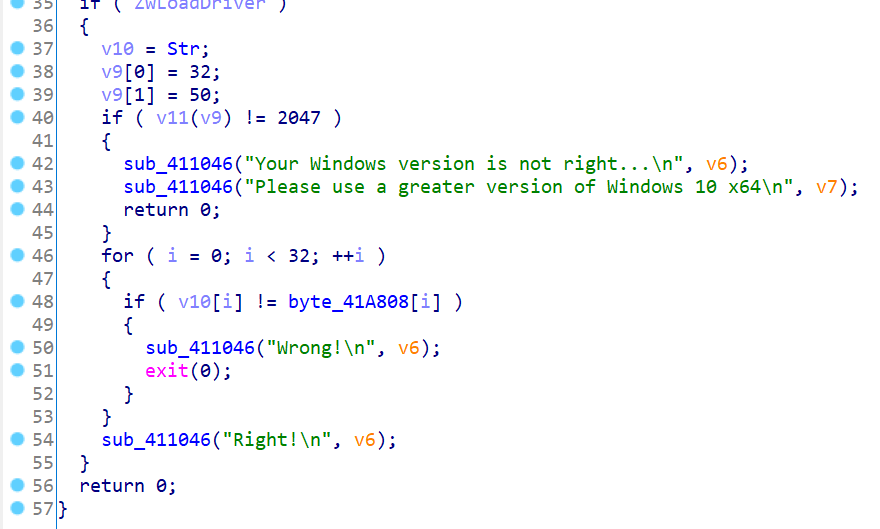 35 if ( ZwLoadDriver )
36 {
37 v10 = Str;
38 v9[0] = 32;
39 v9[1] = 50;
40 if ( v11(v9) != 2047 )
41 {
42 sub_411046("Your Windows version is not right...\n", v6);
43 sub_411046("Please use a greater version of Windows 10 x64\n", v7);
44 return 0;
45 }
46 for ( i = 0; i < 32; ++i )
47 {
48 if ( v10[i] != byte_41A808[i] )
49 {
50 sub_411046("Wrong!\n", v6);
51 exit(0);
52 }
53 }
54 sub_411046("Right!\n", v6);
55 }
56 return 0;
57 }